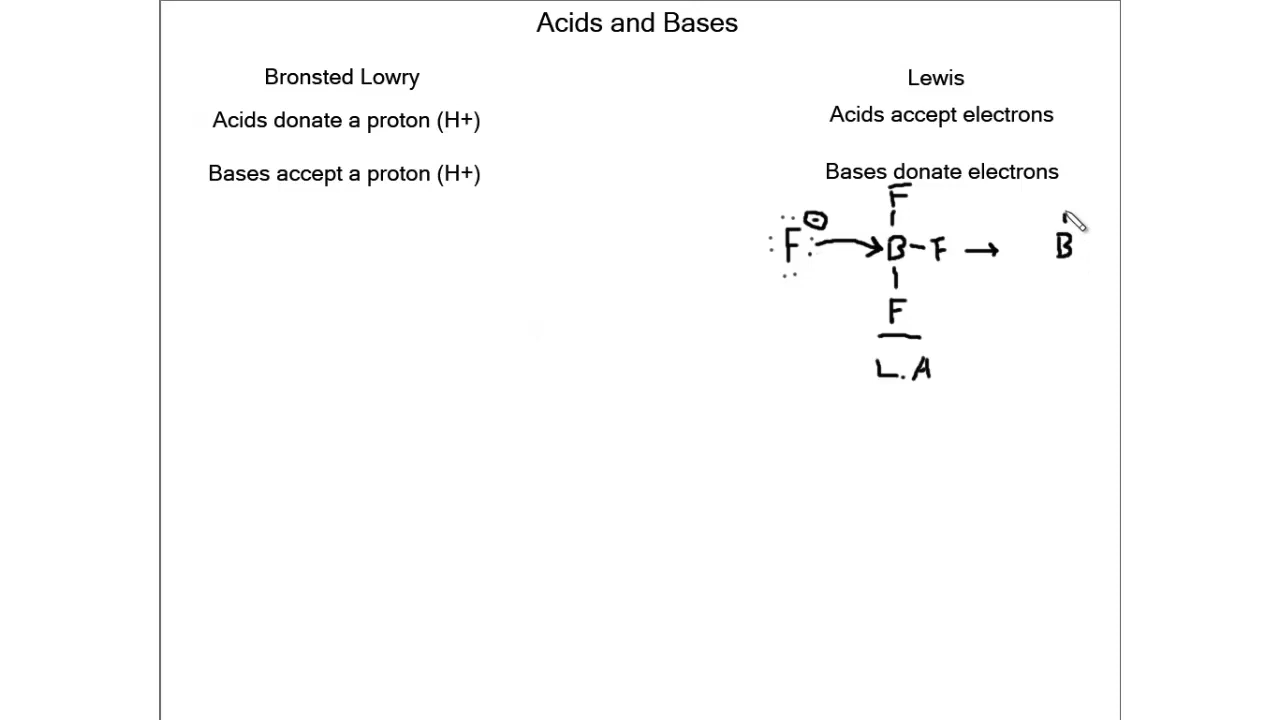 Acids and Bases
Bronsted Lowry
Acids donate a proton (H+)
Bases accept a proton (H+)
Lewis
Acids accept electrons
Bases donate electrons
F
F B - F → B
F
L.A